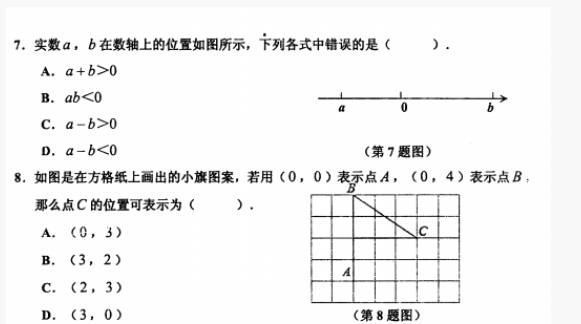 7．实数a，b在数轴上的位置如图所示，下列各式中错误的是（　　）．
A．a+b>0
B．ab<0
C．a－b>0
D．a－b<0
a 0 b
（第7题图）
8．如图是在方格纸上画出的小旗图案，若用（0，0）表示点A，（0，4）表示点B，
那么点C的位置可表示为（　　）．
A．（0，3）
B．（3，2）
C．（2，3）
D．（3，0）
B
C
A
（第8题图）